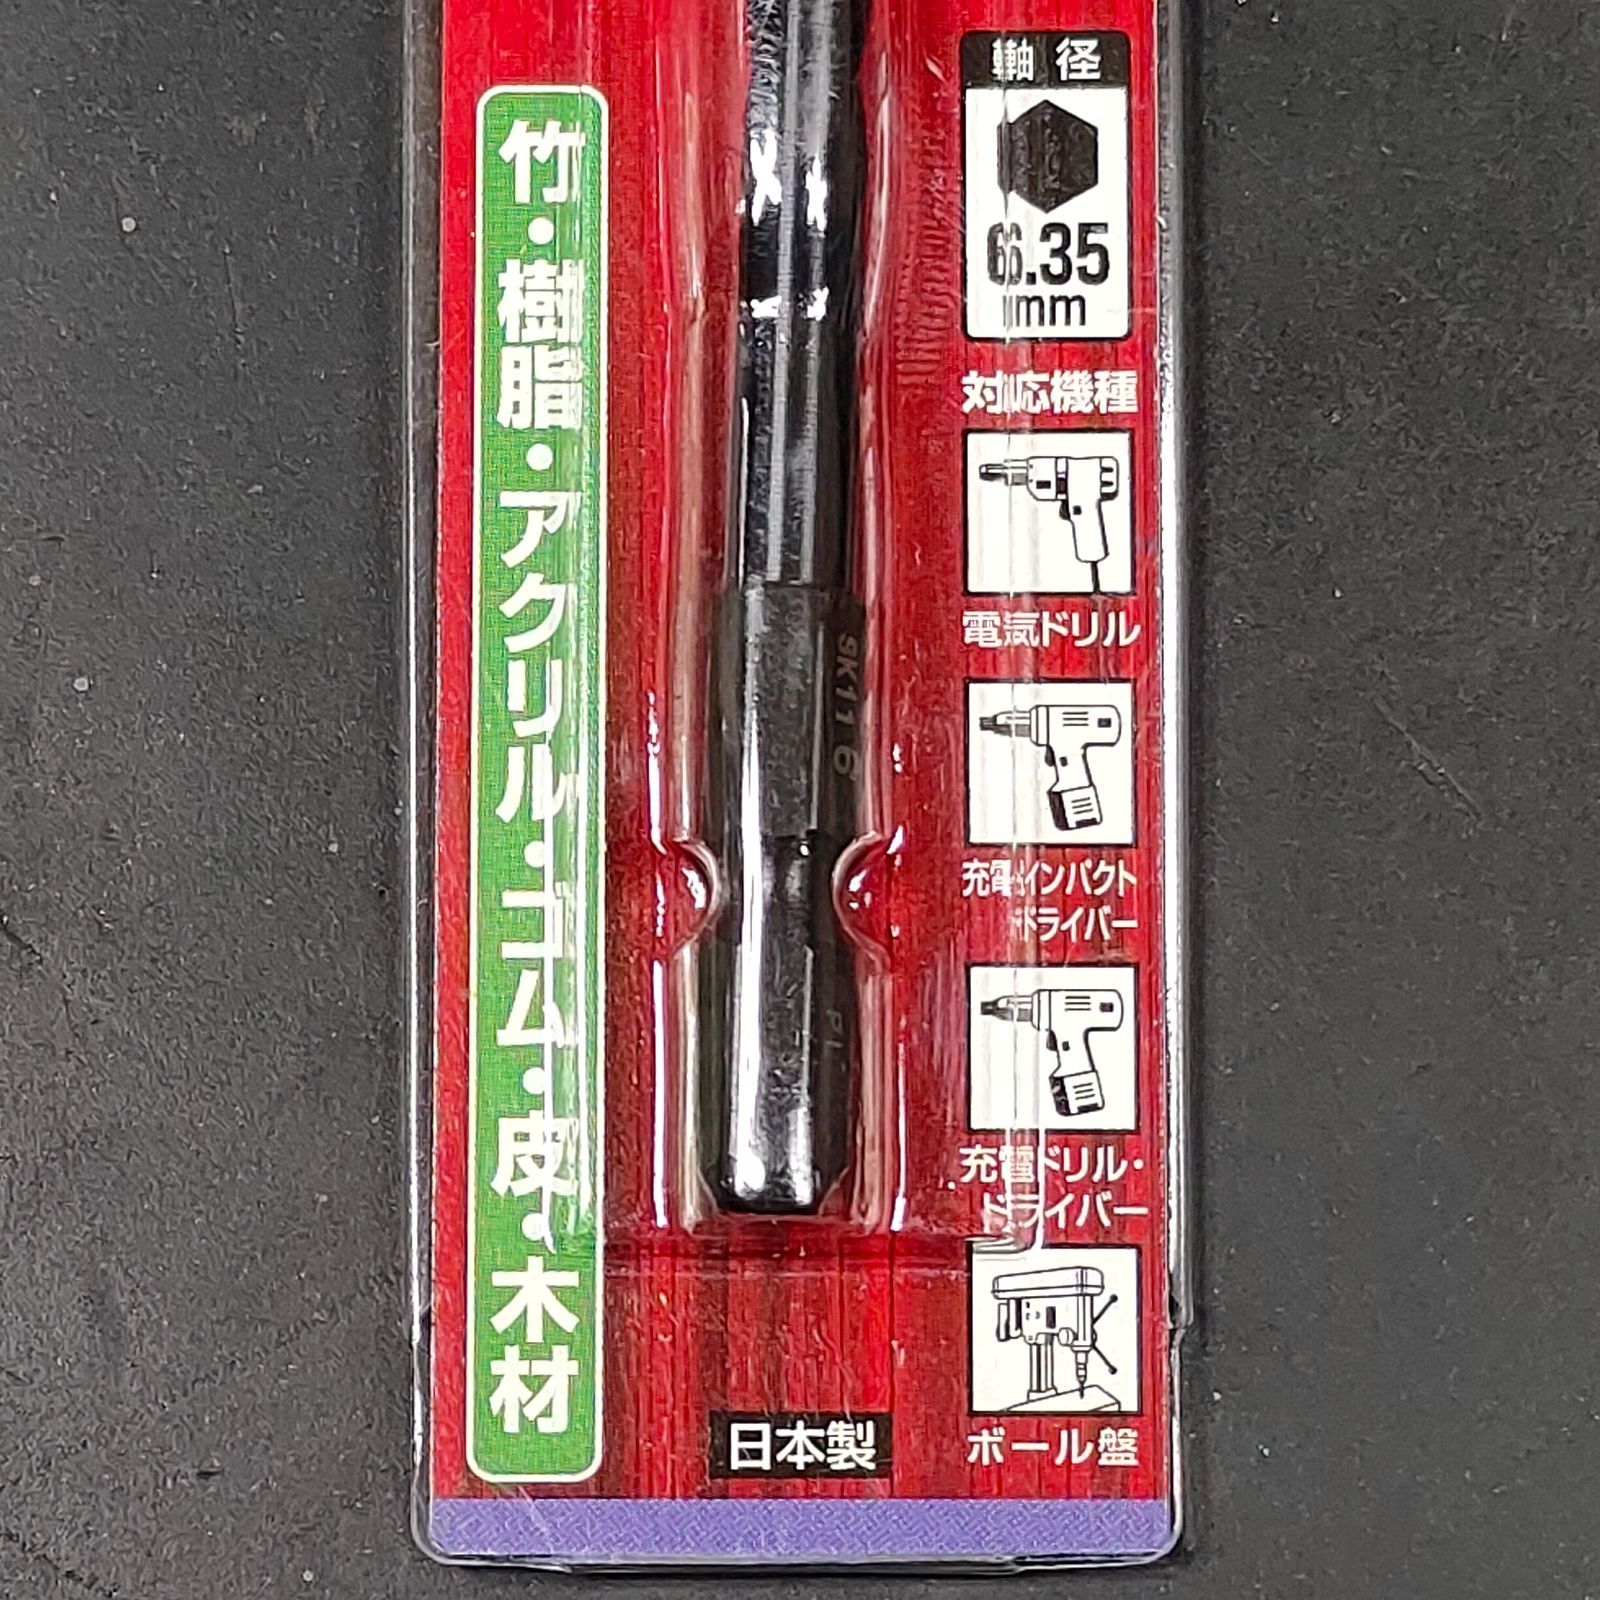 竹・樹脂・アクリル・ゴム・皮・木材
軸径
6.35
mm
対応機種
電気ドリル
充電インパクト
ドライバー
充電ドリル・
ドライバー
ボール盤
日本製